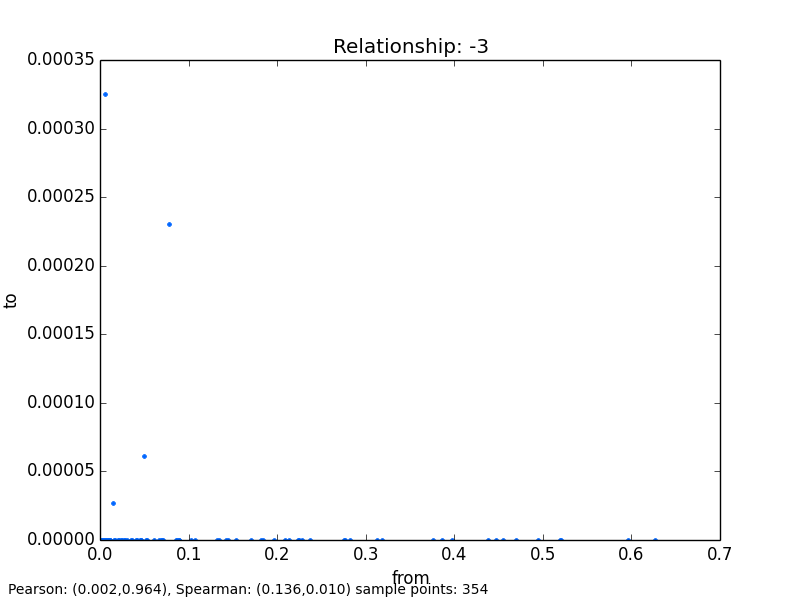 Relationship: -3
0.00035
0.00030
0.00025
0.00020
0.00015
0.00010
0.00005
0.00000
to
0.0 0.1 0.2 0.3 0.4 0.5 0.6 0.7
from
Pearson: (0.002,0.964), Spearman: (0.136,0.010) sample points: 354